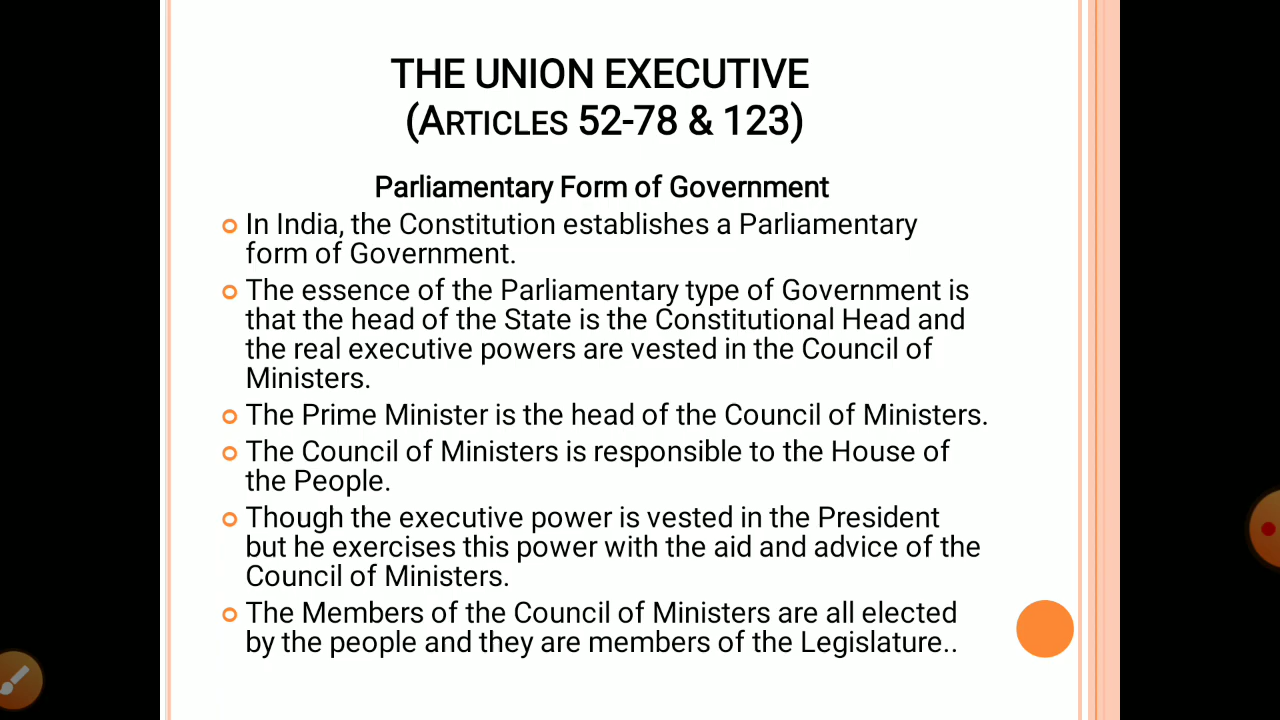 THE UNION EXECUTIVE
(ARTICLES 52-78 & 123)
Parliamentary Form of Government
In India, the Constitution establishes a Parliamentary
form of Government.
The essence of the Parliamentary type of Government is
that the head of the State is the Constitutional Head and
the real executive powers are vested in the Council of
Ministers.
The Prime Minister is the head of the Council of Ministers.
The Council of Ministers is responsible to the House of
the People.
Though the executive power is vested in the President
but he exercises this power with the aid and advice of the
Council of Ministers.
The Members of the Council of Ministers are all elected
by the people and they are members of the Legislature..